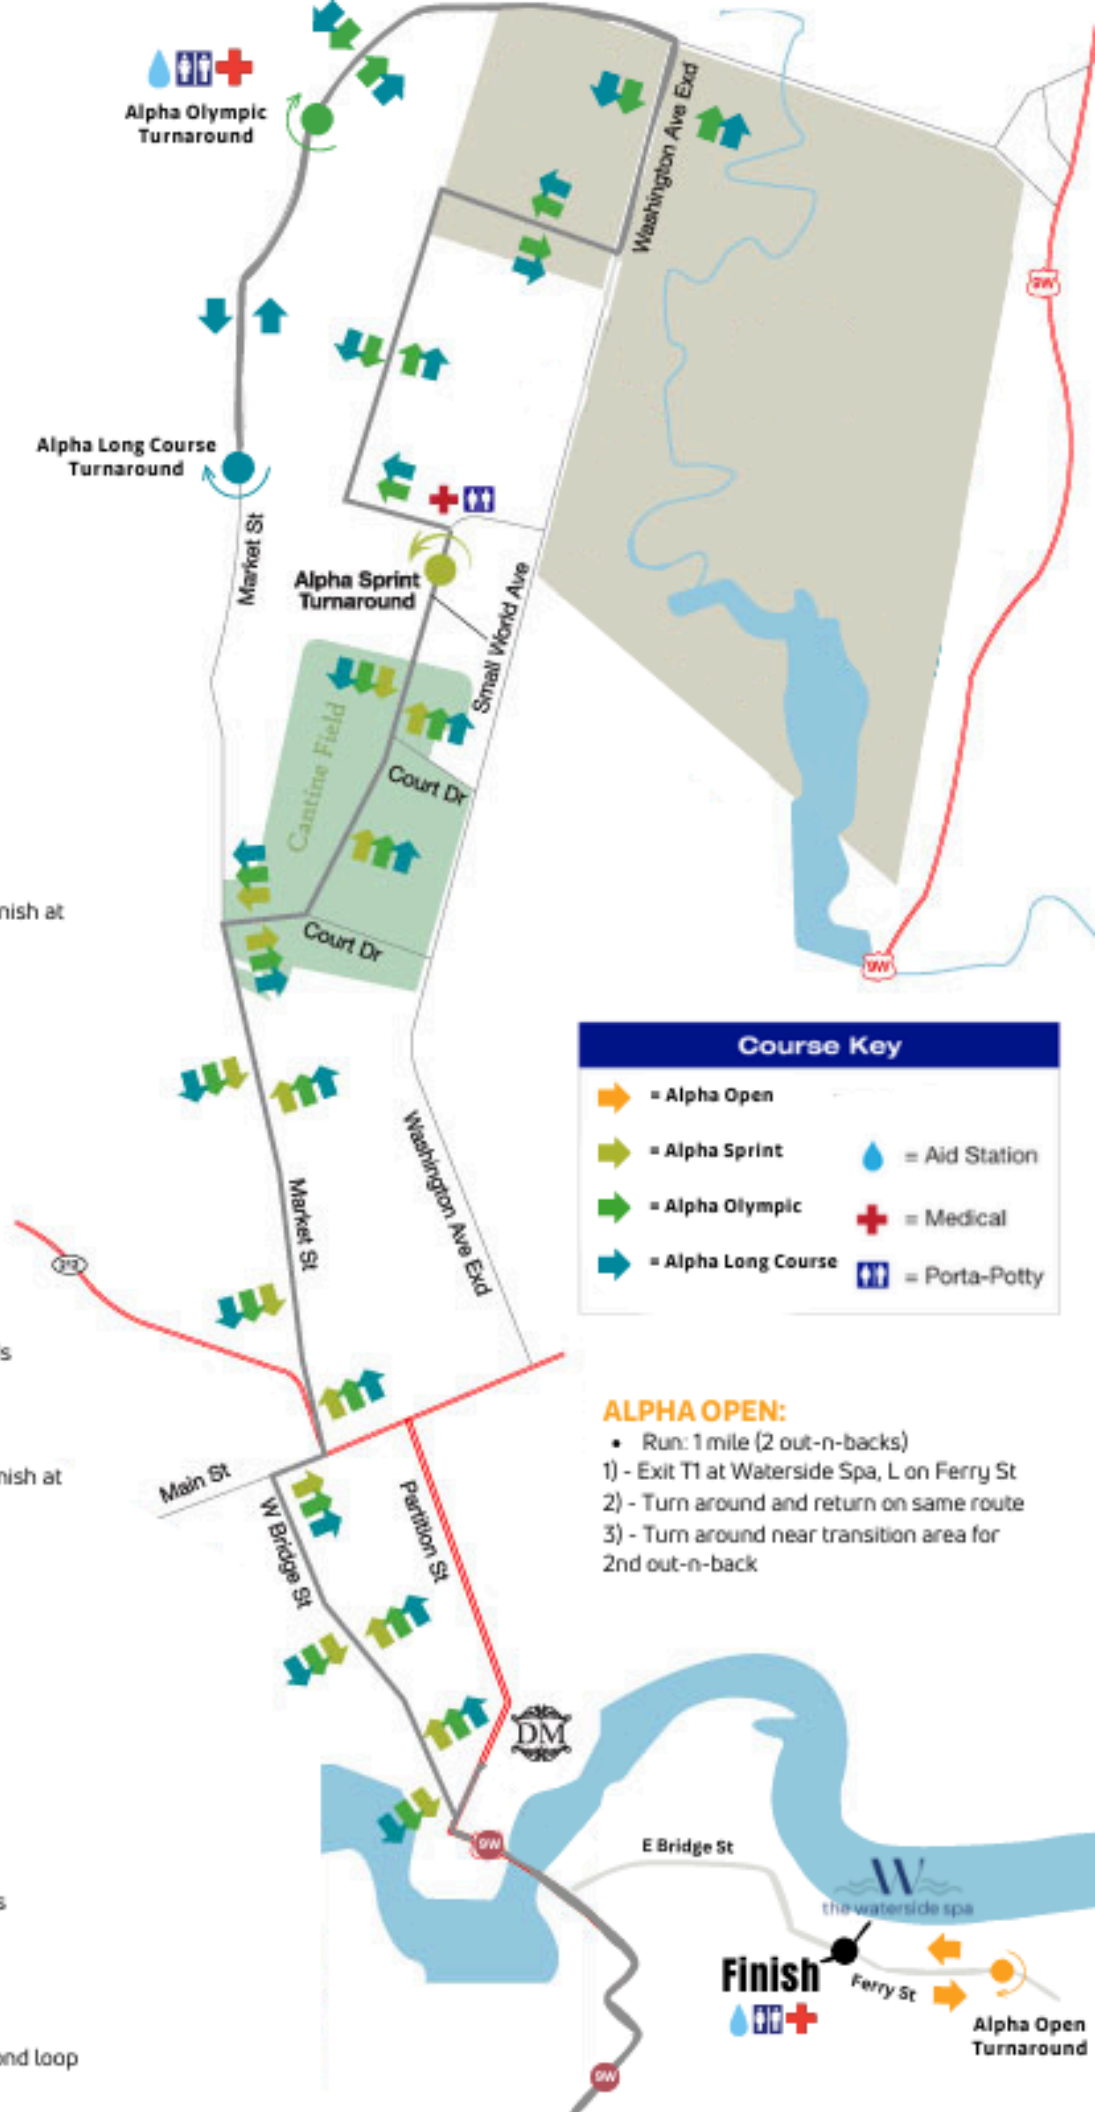 Alpha Olympic
Turnaround
Washington Ave Exd
9W
Alpha Long Course
Turnaround
Market St
Alpha Sprint
Turnaround
Small World Ave
Cantine Field
Court Dr
Court Dr
nish at
9W
Course Key
= Alpha Open
= Alpha Sprint
= Alpha Olympic
= Alpha Long Course
= Aid Station
= Medical
= Porta-Potty
Washington Ave Exd
Market St
212
s
ALPHA OPEN:
• Run: 1 mile (2 out-n-backs)
1) - Exit T1 at Waterside Spa, L on Ferry St
2) - Turn around and return on same route
3) - Turn around near transition area for
2nd out-n-back
nish at
Main St
W Bridge St
Partition St
DM
9W
E Bridge St
W
the waterside spa
s
Finish
Ferry St
Alpha Open
Turnaround
ond loop
9W